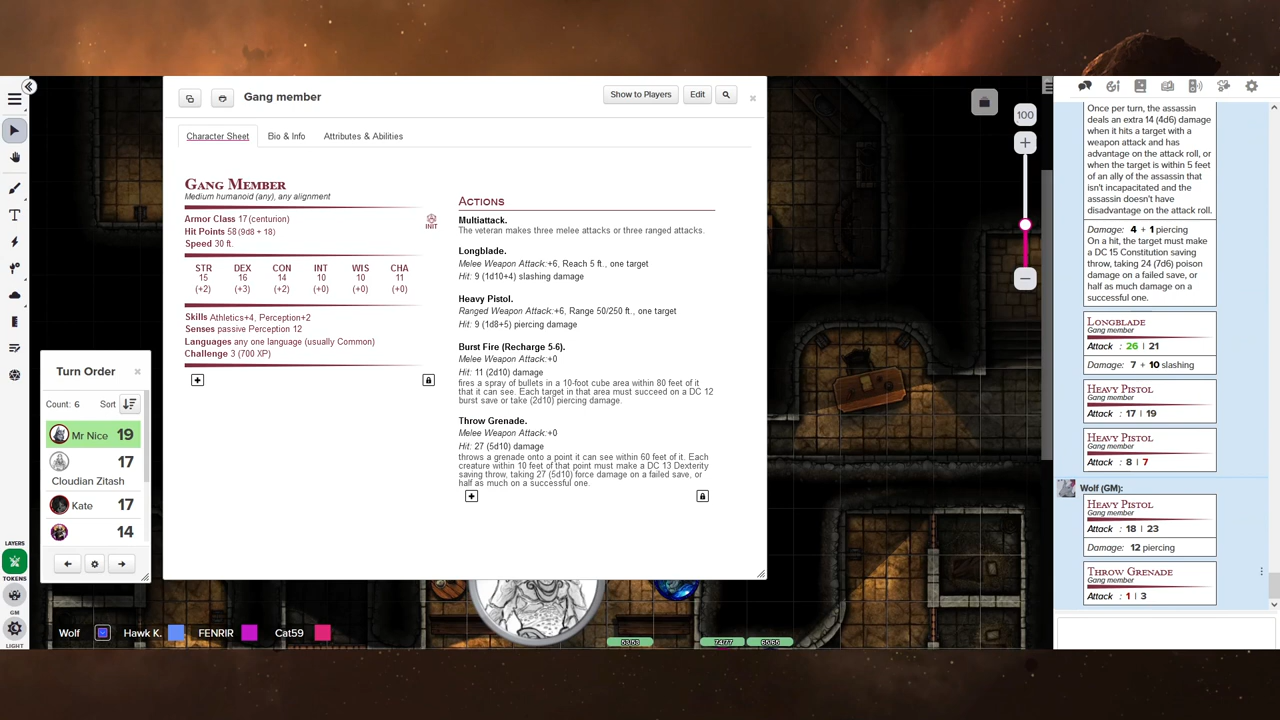 Gang member
Show to Players
Edit
Character Sheet
Bio & Info
Attributes & Abilities
GANG MEMBER
Medium humanoid (any), any alignment
Armor Class 17 (centurion)
Hit Points 58 (9d8 + 18)
Speed 30 ft.
INIT
STR DEX CON INT WIS CHA
15 16 14 10 10 11
(+2) (+3) (+2) (+0) (+0) (+0)
Skills Athletics+4, Perception+2
Senses passive Perception 12
Languages any one language (usually Common)
Challenge 3 (700 XP)
ACTIONS
Multiattack.
The veteran makes three melee attacks or three ranged attacks.
Longblade.
Melee Weapon Attack:+6, Reach 5 ft., one target
Hit: 9 (1d10+4) slashing damage
Heavy Pistol.
Ranged Weapon Attack:+6, Range 50/250 ft., one target
Hit: 9 (1d8+5) piercing damage
Burst Fire (Recharge 5-6).
Melee Weapon Attack:+0
Hit: 11 (2d10) damage
fires a spray of bullets in a 10-foot cube area within 80 feet of it
that it can see. Each target in that area must succeed on a DC 12
burst save or take (2d10) piercing damage.
Throw Grenade.
Melee Weapon Attack:+0
Hit: 27 (5d10) damage
throws a grenade onto a point it can see within 60 feet of it. Each
creature within 10 feet of that point must make a DC 13 Dexterity
saving throw, taking 27 (5d10) force damage on a failed save, or
half as much on a successful one.
Turn Order
Count: 6 Sort
Mr Nice 19
17
Cloudian Zitash
Kate 17
14
LAYERS
TOKENS
GM
LIGHT
Wolf
Hawk K.
FENRIR
Cat59
53/53
74/77
65/65
100
Once per turn, the assassin
deals an extra 14 (4d6) damage
when it hits a target with a
weapon attack and has
advantage on the attack roll, or
when the target is within 5 feet
of an ally of the assassin that
isn't incapacitated and the
assassin doesn't have
disadvantage on the attack roll.
Damage: 4 + 1 piercing
On a hit, the target must make
a DC 15 Constitution saving
throw, taking 24 (7d6) poison
damage on a failed save, or
half as much damage on a
successful one.
LONGBLADE
Gang member
Attack : 26 | 21
Damage: 7 + 10 slashing
HEAVY PISTOL
Gang member
Attack : 17 | 19
HEAVY PISTOL
Gang member
Attack : 8 | 7
Wolf (GM):
HEAVY PISTOL
Gang member
Attack : 18 | 23
Damage: 12 piercing
THROW GRENADE
Gang member
Attack : 1 | 3